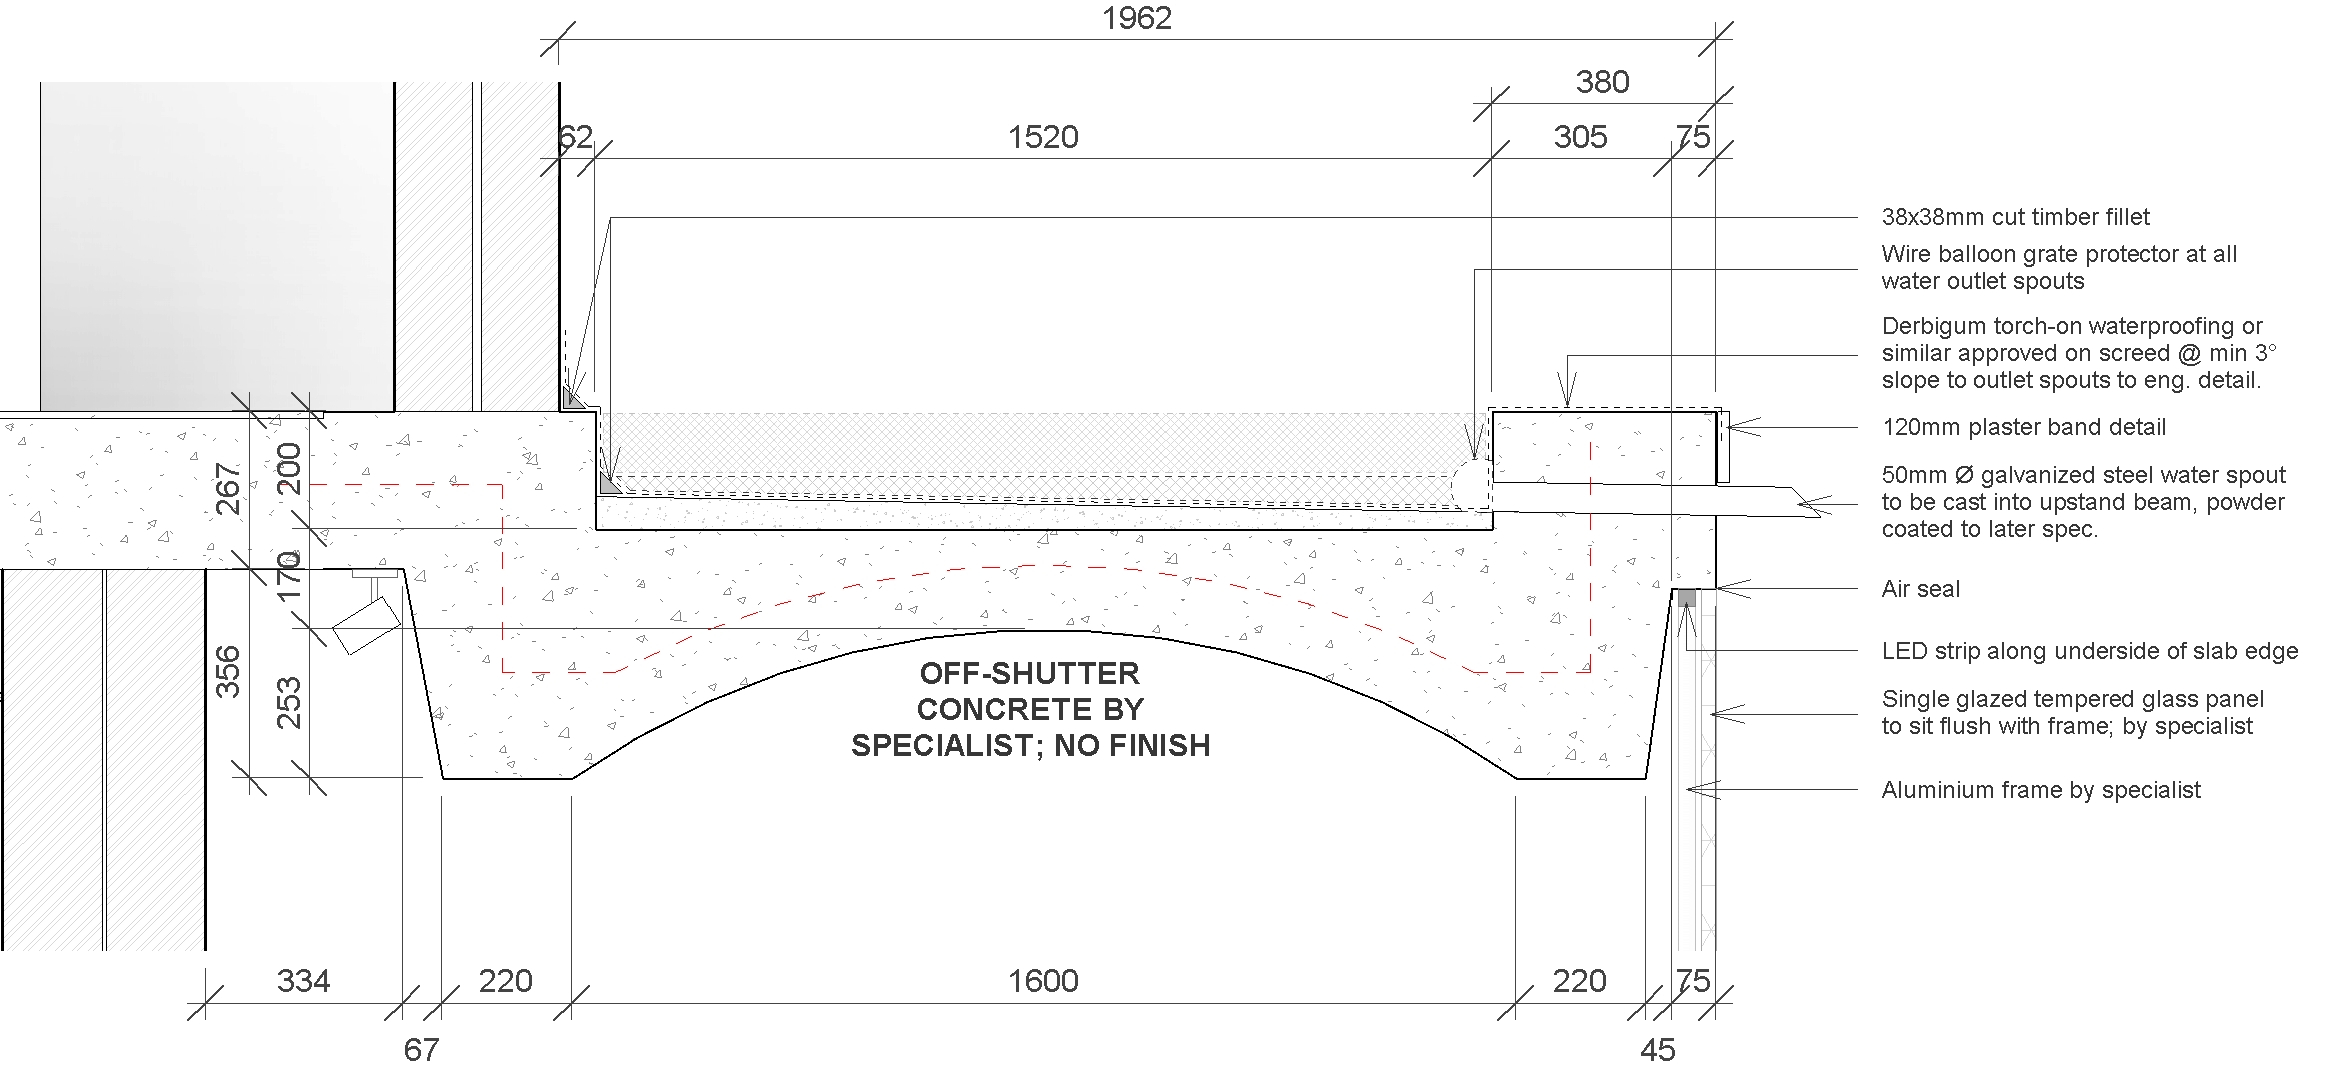 1962
380
62
1520
305
75
38x38mm cut timber fillet
Wire balloon grate protector at all
water outlet spouts
Derbigum torch-on waterproofing or
similar approved on screed @ min 3°
slope to outlet spouts to eng. detail.
120mm plaster band detail
50mm Ø galvanized steel water spout
to be cast into upstand beam, powder
coated to later spec.
Air seal
LED strip along underside of slab edge
Single glazed tempered glass panel
to sit flush with frame; by specialist
Aluminium frame by specialist
267
200
170
356
253
OFF-SHUTTER
CONCRETE BY
SPECIALIST; NO FINISH
334
220
1600
220
75
67
45